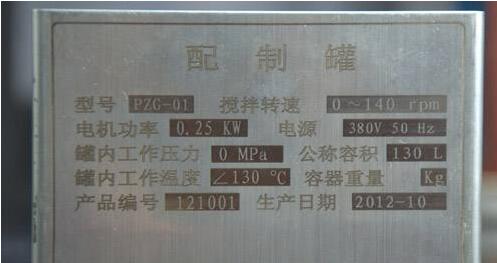 配制罐
型号 PZG-01 搅拌转速 0～140 rpm
电机功率 0.25 KW 电源 380V 50 Hz
罐内工作压力 0 MPa 公称容积 130 L
罐内工作温度 ∠130 ℃ 容器重量 Kg
产品编号 121001 生产日期 2012-10